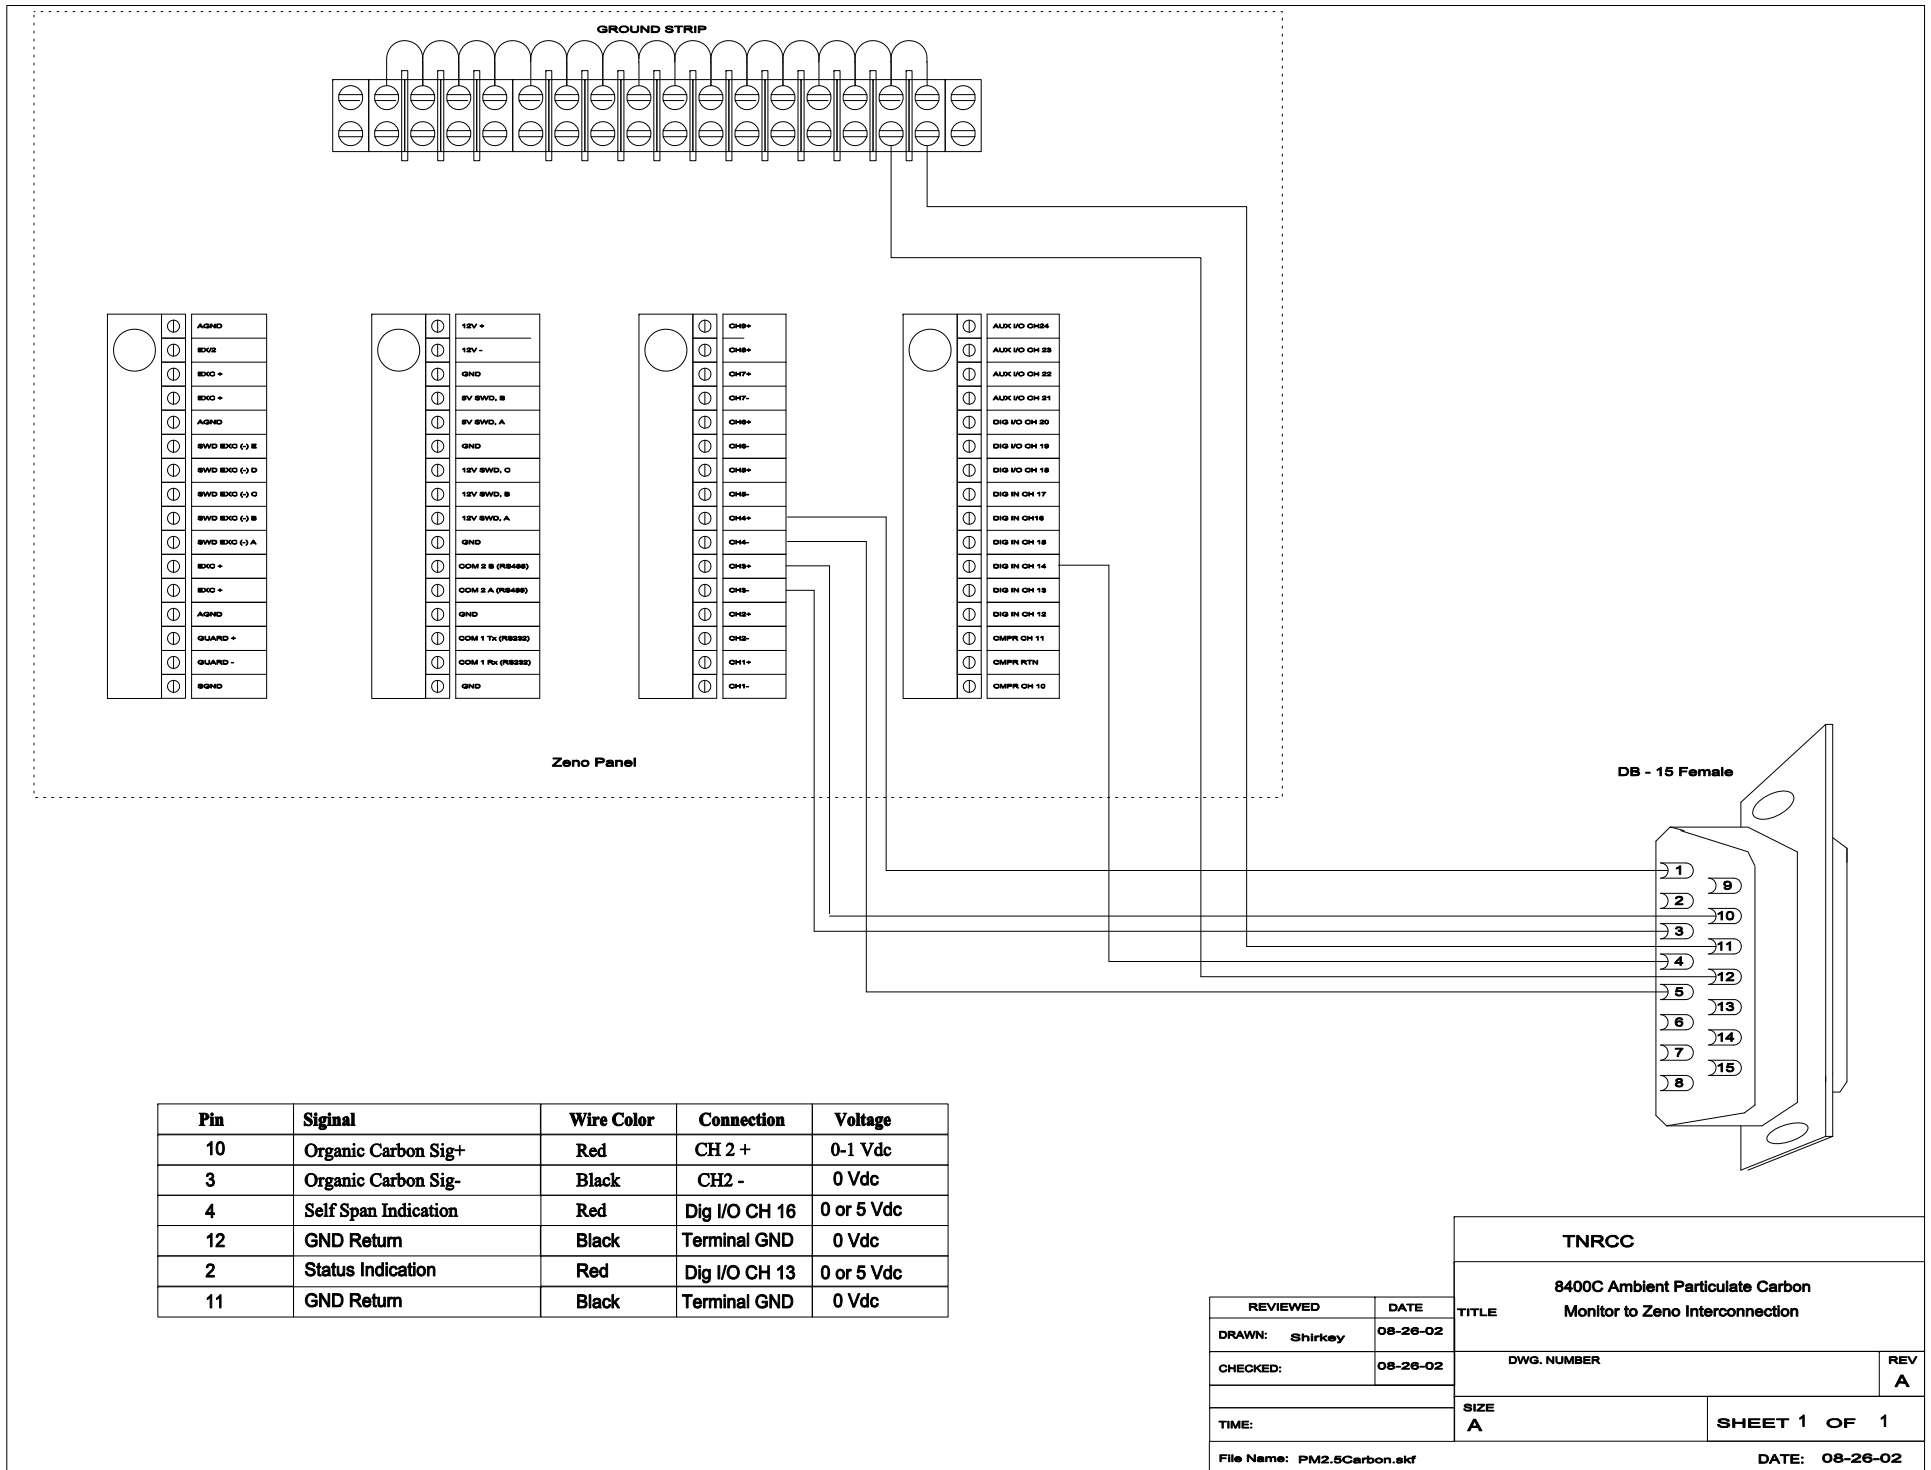 GROUND STRIP
AGND
EX/2
EXC +
EXC +
AGND
SWD EXC (-) E
SWD EXC (-) D
SWD EXC (-) C
SWD EXC (-) B
SWD EXC (-) A
EXC +
EXC +
AGND
GUARD +
GUARD -
SGND
12V +
12V -
GND
5V SWD, B
5V SWD, A
GND
12V SWD, C
12V SWD, B
12V SWD, A
GND
COM 2 B (RS485)
COM 2 A (RS485)
GND
COM 1 Tx (RS232)
COM 1 Rx (RS232)
GND
CH9+
CH8+
CH7+
CH7-
CH6+
CH6-
CH5+
CH5-
CH4+
CH4-
CH3+
CH3-
CH2+
CH2-
CH1+
CH1-
AUX I/O CH24
AUX I/O CH 23
AUX I/O CH 22
AUX I/O CH 21
DIG I/O CH 20
DIG I/O CH 19
DIG I/O CH 18
DIG IN CH 17
DIG IN CH16
DIG IN CH 15
DIG IN CH 14
DIG IN CH 13
DIG IN CH 12
CMPR CH 11
CMPR RTN
CMPR CH 10
Zeno Panel
DB - 15 Female
1
2
3
4
5
6
7
8
9
10
11
12
13
14
15
Pin Siginal Wire Color Connection Voltage
10 Organic Carbon Sig+ Red CH 2 + 0-1 Vdc
3 Organic Carbon Sig- Black CH2 - 0 Vdc
4 Self Span Indication Red Dig I/O CH 16 0 or 5 Vdc
12 GND Return Black Terminal GND 0 Vdc
2 Status Indication Red Dig I/O CH 13 0 or 5 Vdc
11 GND Return Black Terminal GND 0 Vdc
TNRCC
TITLE
8400C Ambient Particulate Carbon
Monitor to Zeno Interconnection
REVIEWED DATE
DRAWN: Shirkey 08-26-02
CHECKED: 08-26-02
TIME:
DWG. NUMBER
REV
A
SIZE
A
SHEET 1 OF 1
File Name: PM2.5Carbon.skf
DATE: 08-26-02